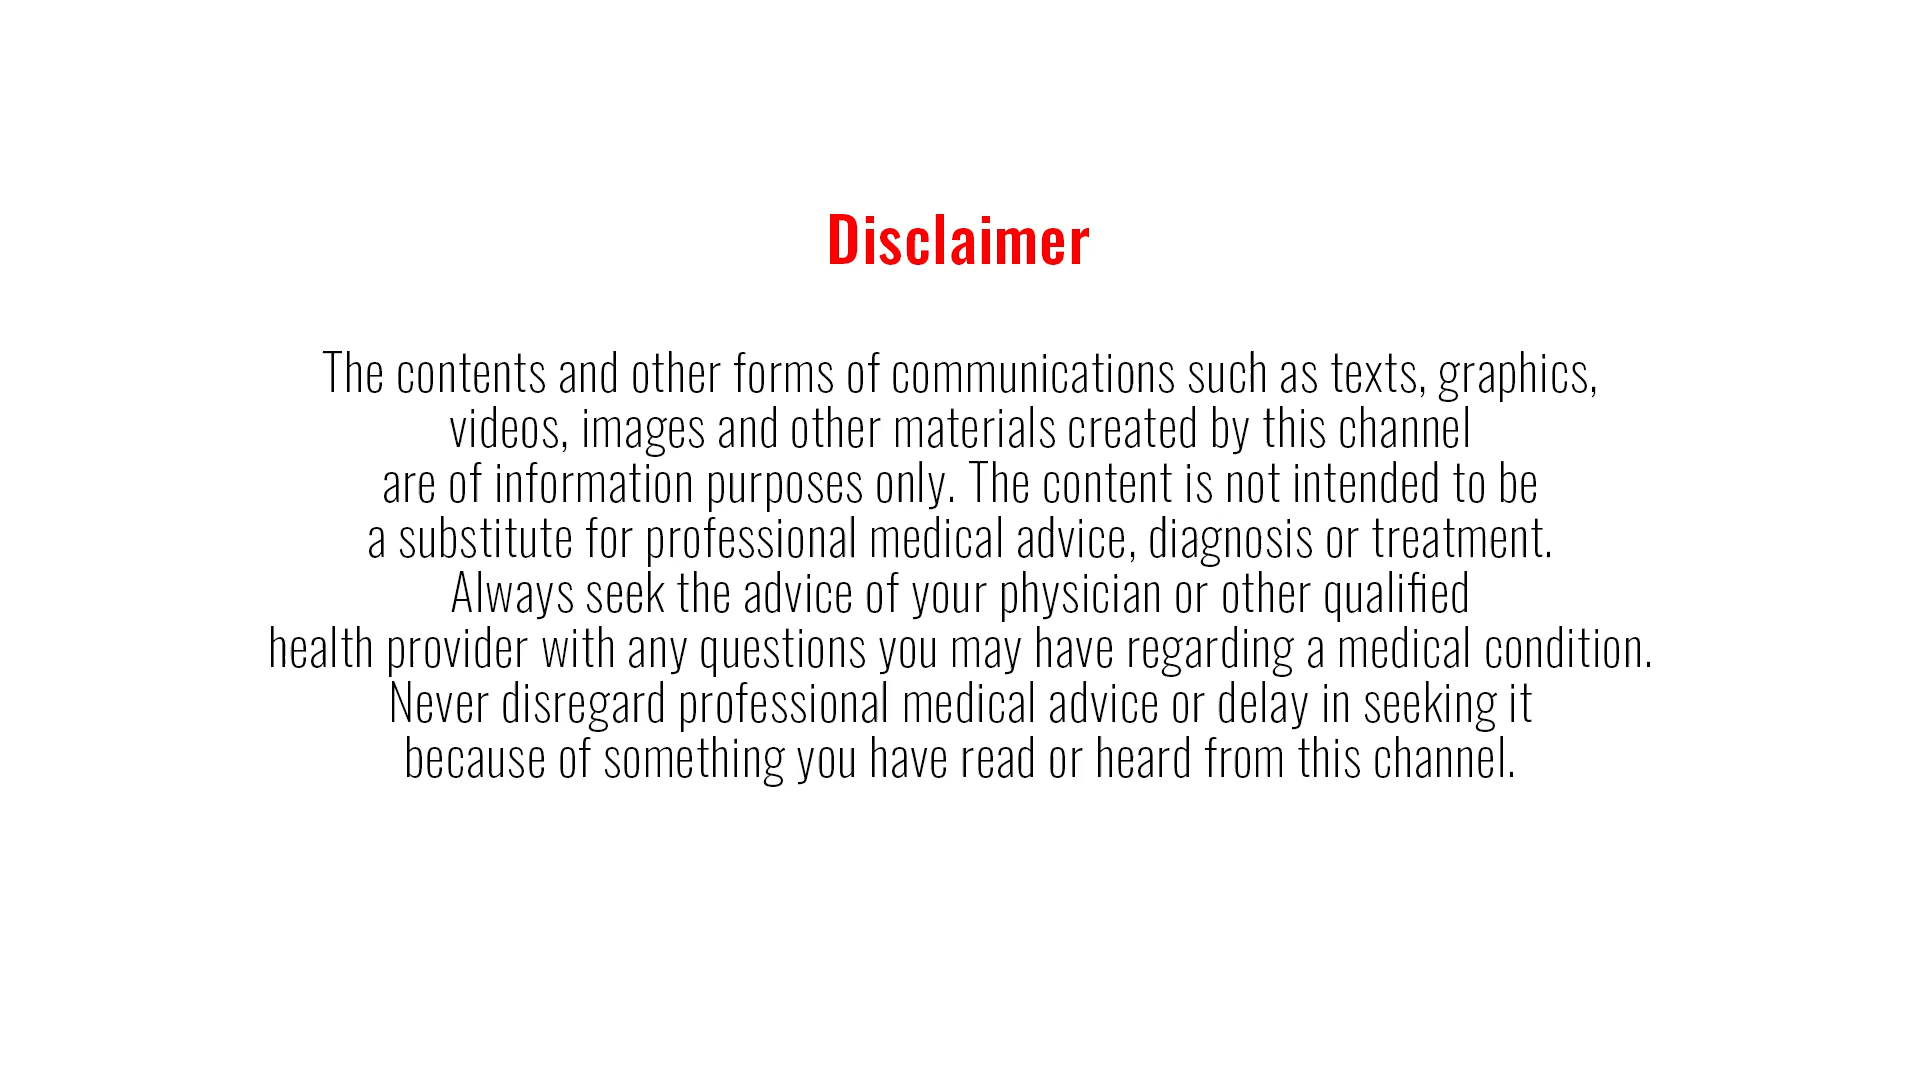 Disclaimer
The contents and other forms of communications such as texts, graphics,
videos, images and other materials created by this channel
are of information purposes only. The content is not intended to be
a substitute for professional medical advice, diagnosis or treatment.
Always seek the advice of your physician or other qualified
health provider with any questions you may have regarding a medical condition.
Never disregard professional medical advice or delay in seeking it
because of something you have read or heard from this channel.